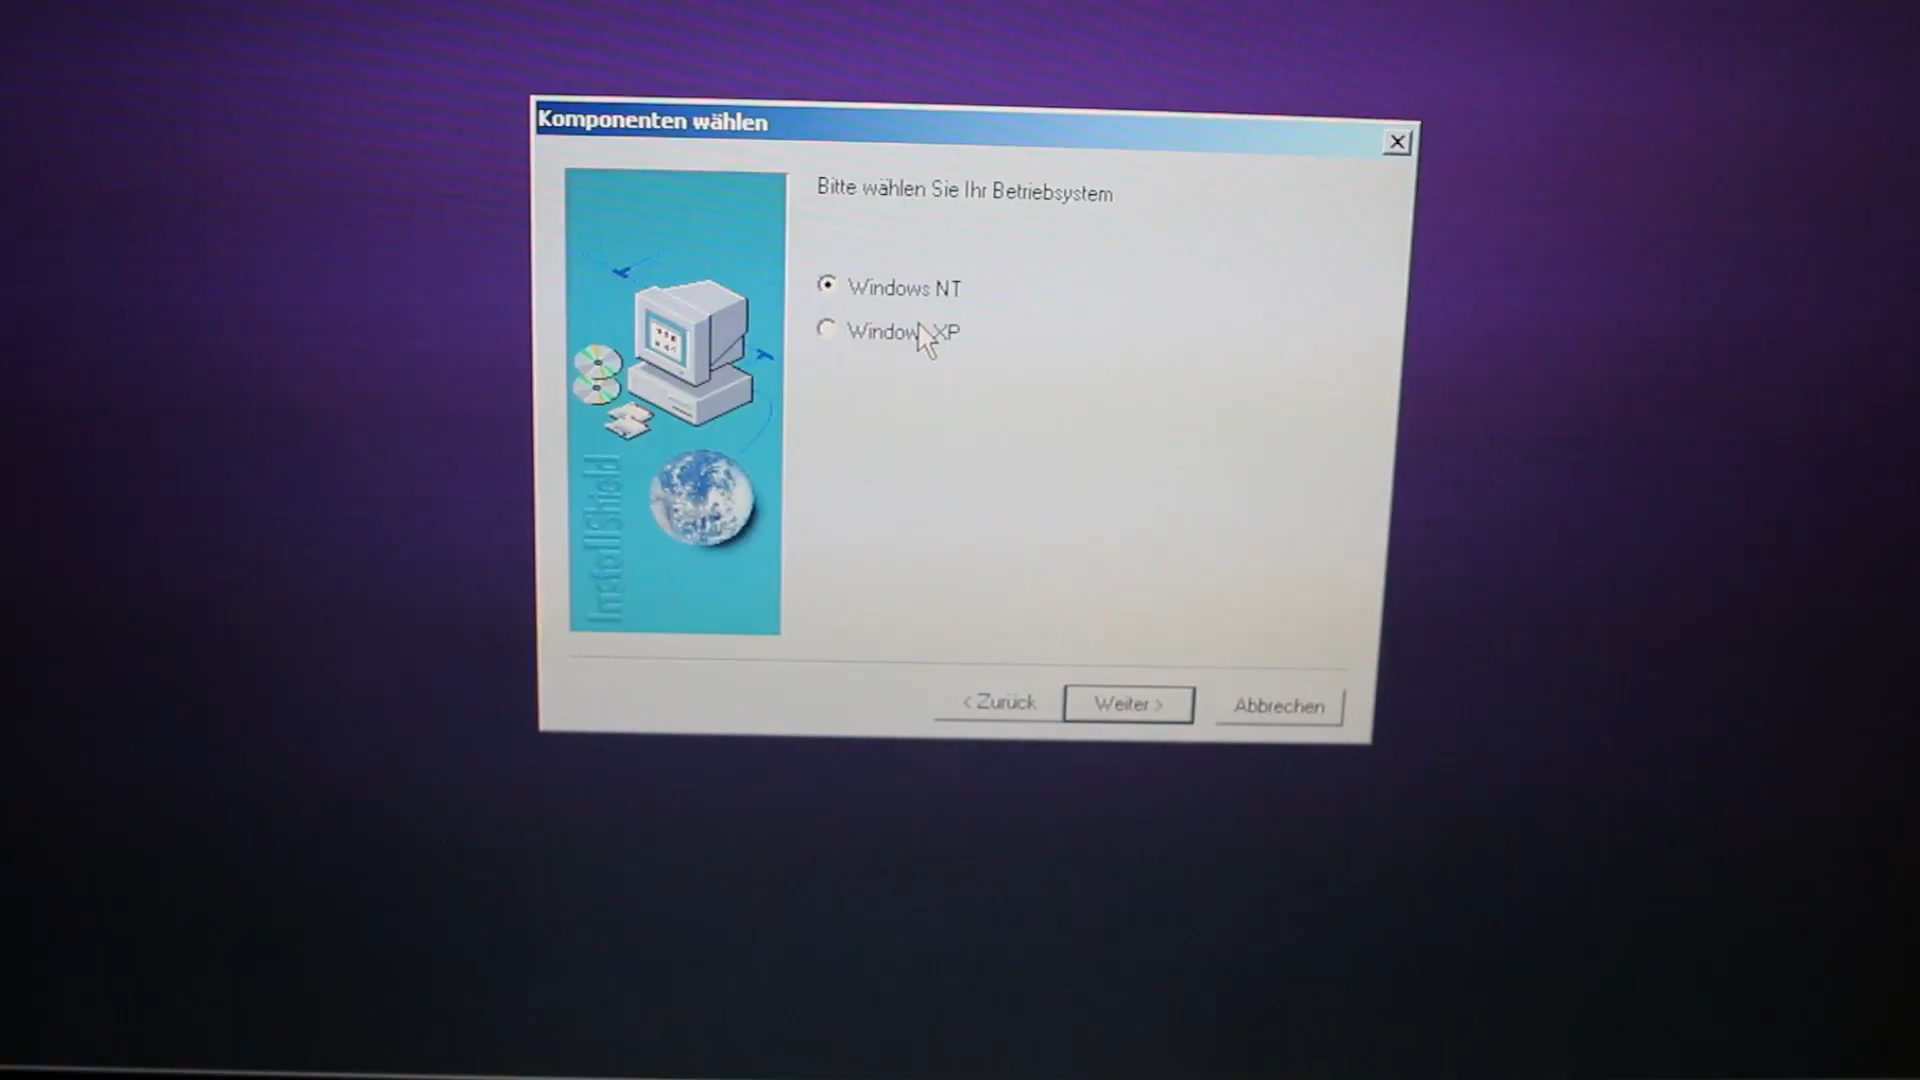 Komponenten wählen
Bitte wählen Sie Ihr Betriebsystem
Windows NT
Windows XP
InstallShield
< Zurück
Weiter >
Abbrechen